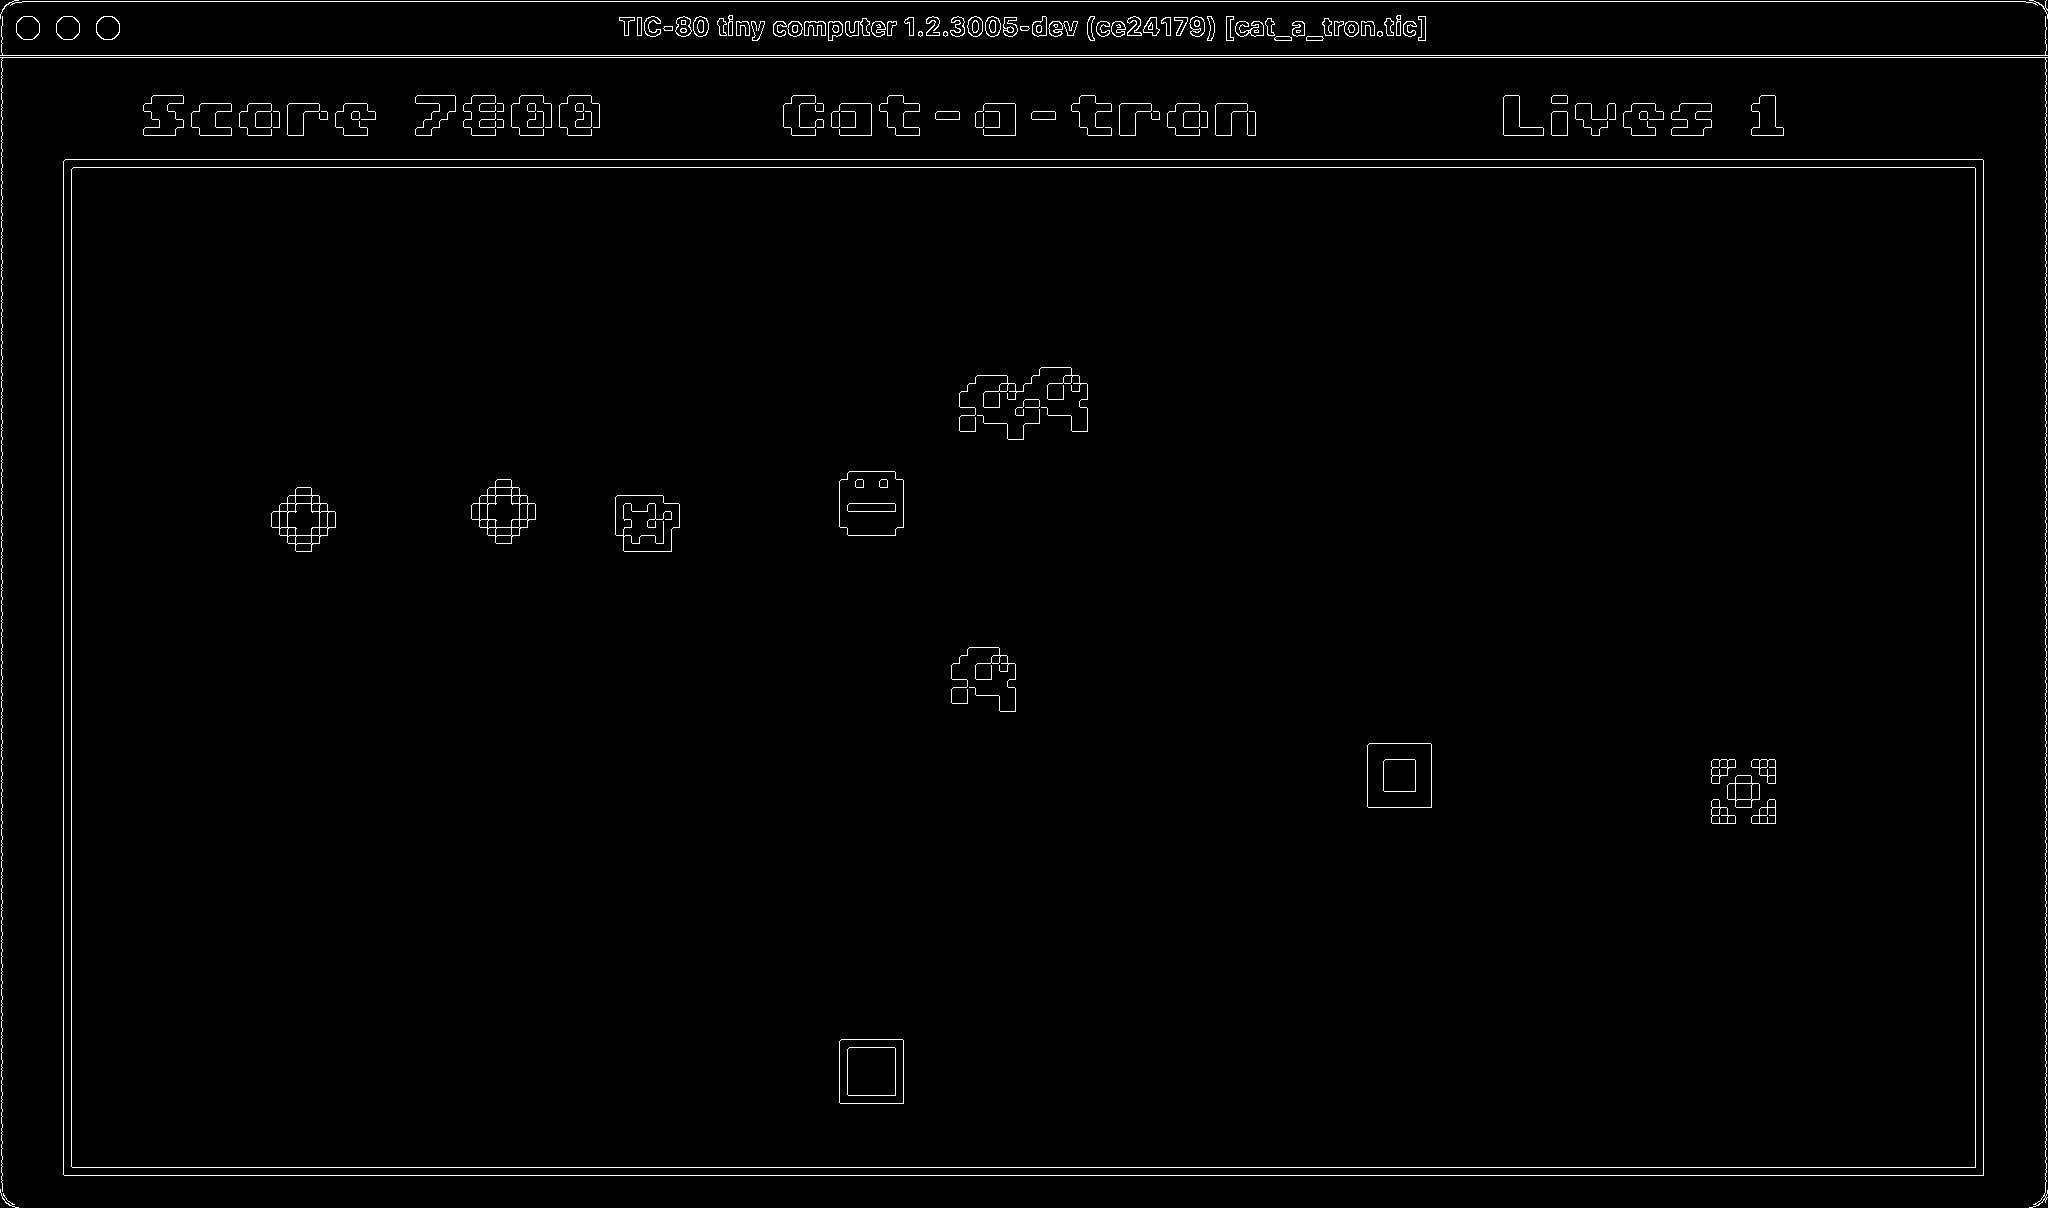 TIC-80 tiny computer 1.2.3005-dev (ce24179) [cat_a_tron.tic]
Score 7800 Cat-a-tron Lives 1